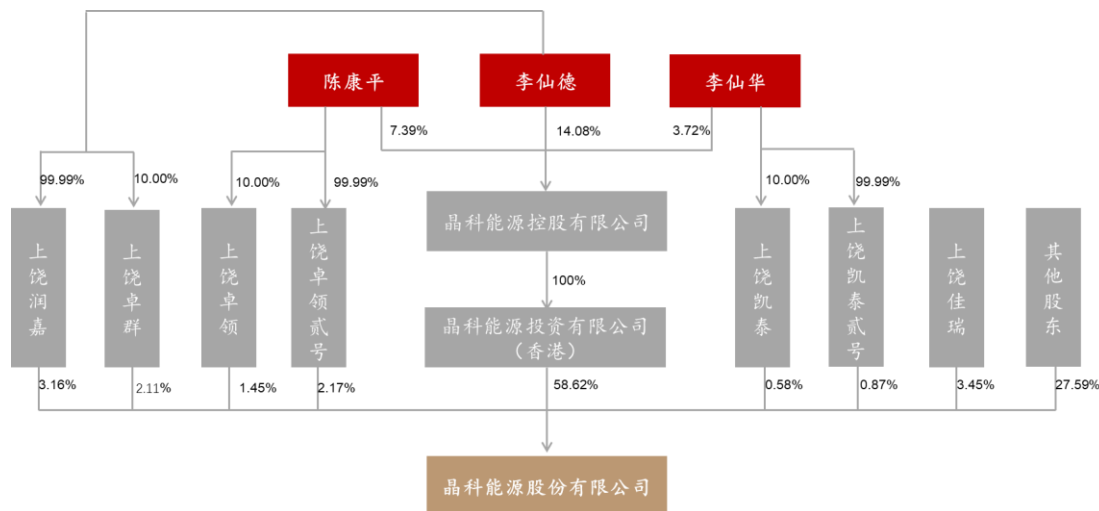 陈康平
李仙德
李仙华
7.39%
14.08%
3.72%
99.99%
10.00%
10.00%
99.99%
10.00%
99.99%
上饶润嘉
上饶卓群
上饶卓领
上饶卓领贰号
晶科能源控股有限公司
100%
晶科能源投资有限公司
（香港）
上饶凯泰
上饶凯泰贰号
上饶佳瑞
其他股东
3.16%
2.11%
1.45%
2.17%
58.62%
0.58%
0.87%
3.45%
27.59%
晶科能源股份有限公司